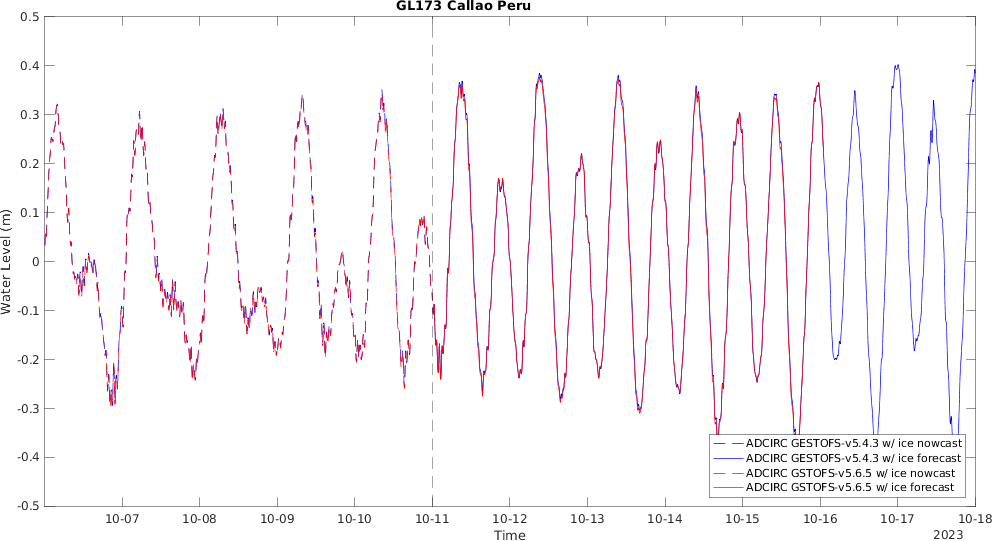 GL173 Callao Peru
0.5
0.4
0.3
0.2
0.1
0
-0.1
-0.2
-0.3
-0.4
-0.5
Water Level (m)
ADCIRC GESTOFS-v5.4.3 w/ ice nowcast
ADCIRC GESTOFS-v5.4.3 w/ ice forecast
ADCIRC GSTOFS-v5.6.5 w/ ice nowcast
ADCIRC GSTOFS-v5.6.5 w/ ice forecast
10-07 10-08 10-09 10-10 10-11 10-12 10-13 10-14 10-15 10-16 10-17 10-18
Time
2023